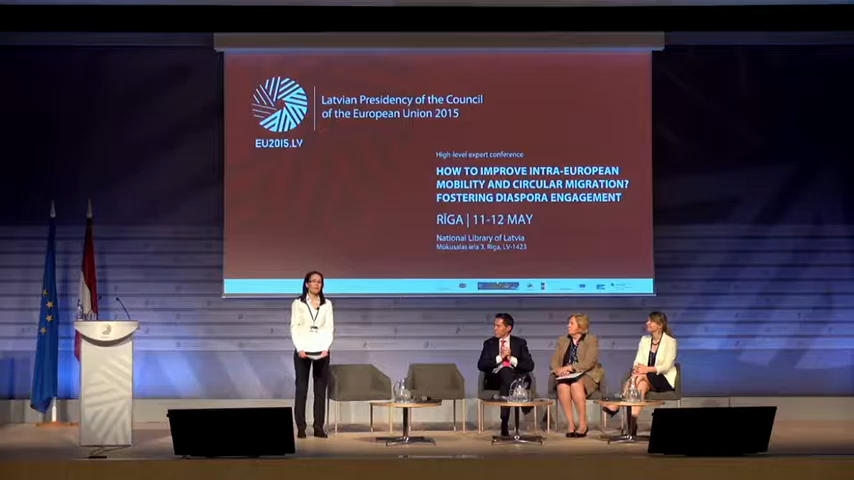 Latvian Presidency of the Council
of the European Union 2015
EU2015.LV
High-level expert conference
HOW TO IMPROVE INTRA-EUROPEAN
MOBILITY AND CIRCULAR MIGRATION?
FOSTERING DIASPORA ENGAGEMENT
RĪGA | 11-12 MAY
National Library of Latvia
Mūkusalas iela 3, Rīga, LV-1423